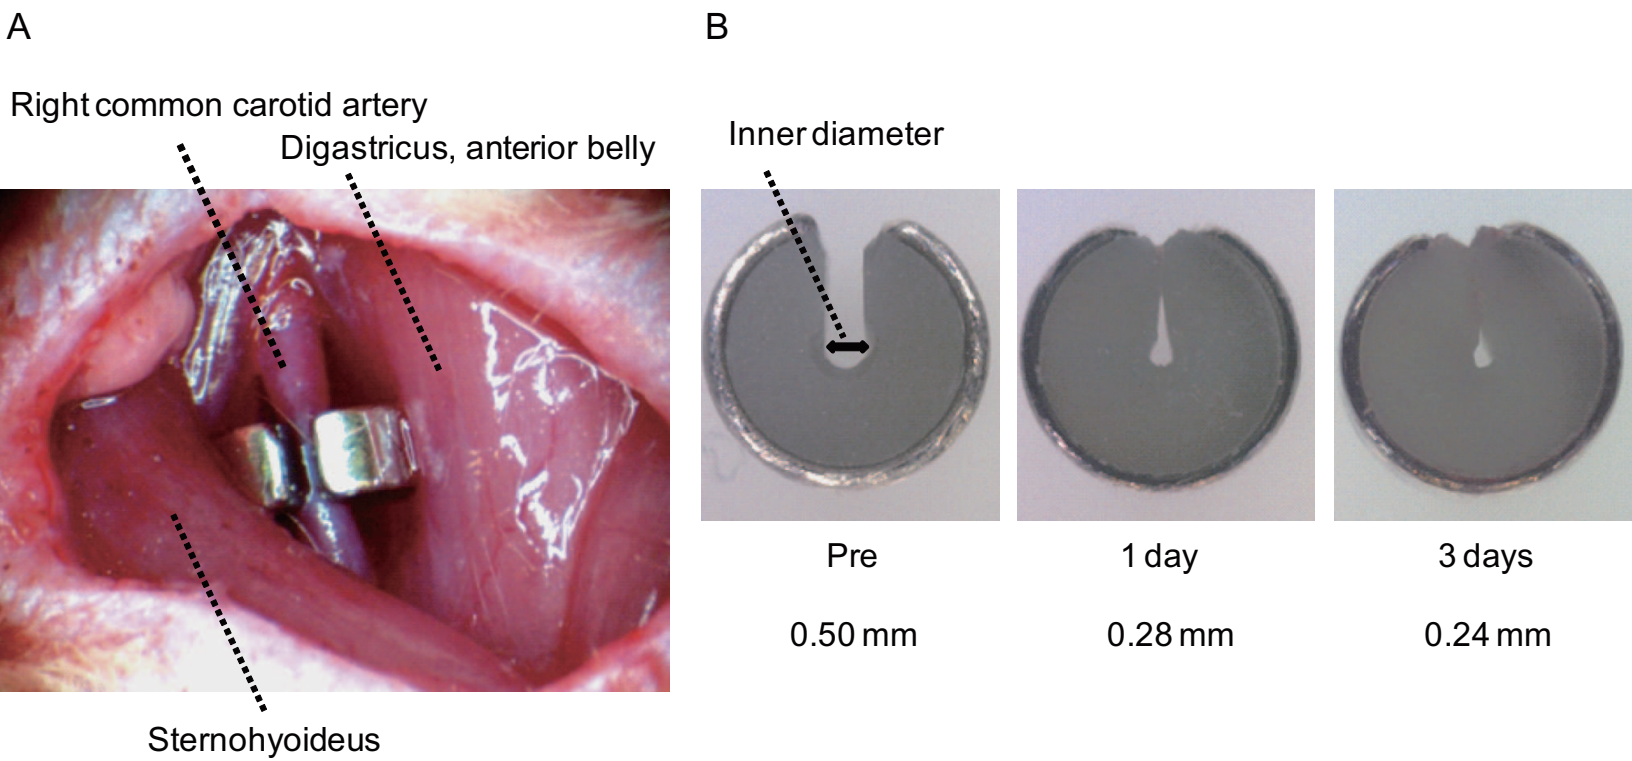 A
B
Right common carotid artery
Digastricus, anterior belly
Inner diameter
Pre
1 day
3 days
0.50 mm
0.28 mm
0.24 mm
Sternohyoideus